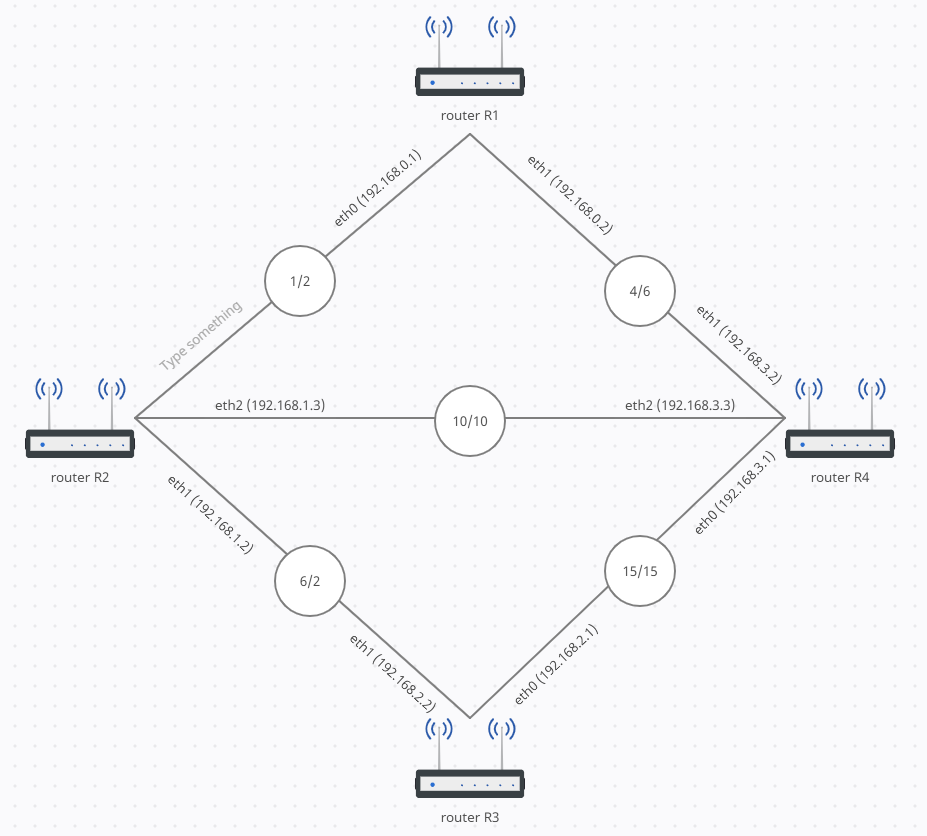 router R1
eth0 (192.168.0.1)
eth1 (192.168.0.2)
1/2
4/6
Type something
eth1 (192.168.3.2)
eth2 (192.168.1.3)
10/10
eth2 (192.168.3.3)
router R2
router R4
eth1 (192.168.1.2)
eth0 (192.168.3.1)
6/2
15/15
eth1 (192.168.2.2)
eth0 (192.168.2.1)
router R3